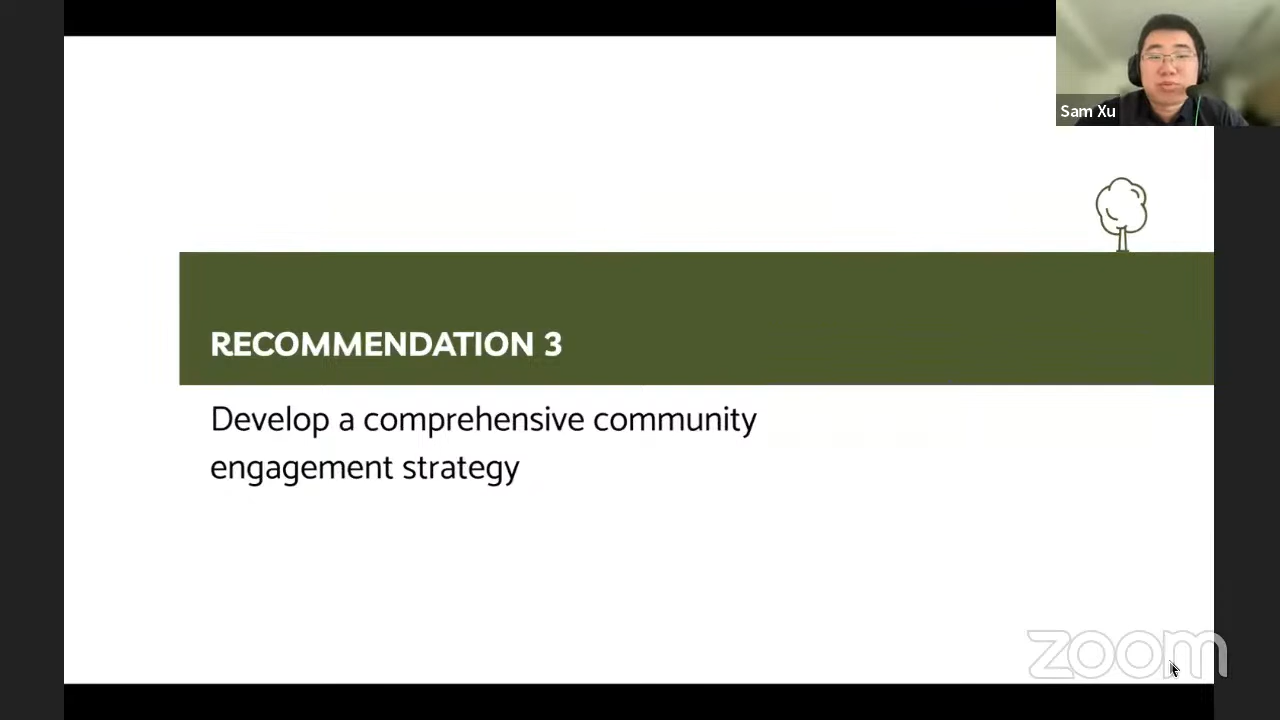 Sam Xu
RECOMMENDATION 3
Develop a comprehensive community
engagement strategy
zoom